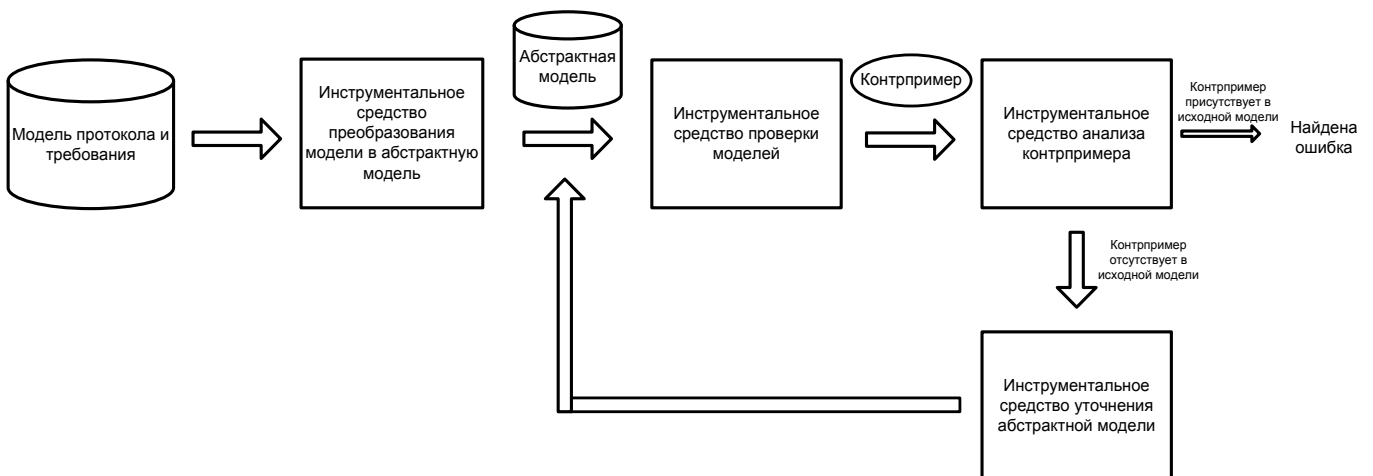 Модель протокола и
требования
Инструментальное
средство
преобразования
модели в абстрактную
модель
Абстрактная
модель
Инструментальное
средство проверки
моделей
Контрпример
Инструментальное
средство анализа
контрпримера
Контрпример
присутствует в
исходной модели
Найдена
ошибка
Контрпример
отсутствует в
исходной модели
Инструментальное
средство уточнения
абстрактной модели